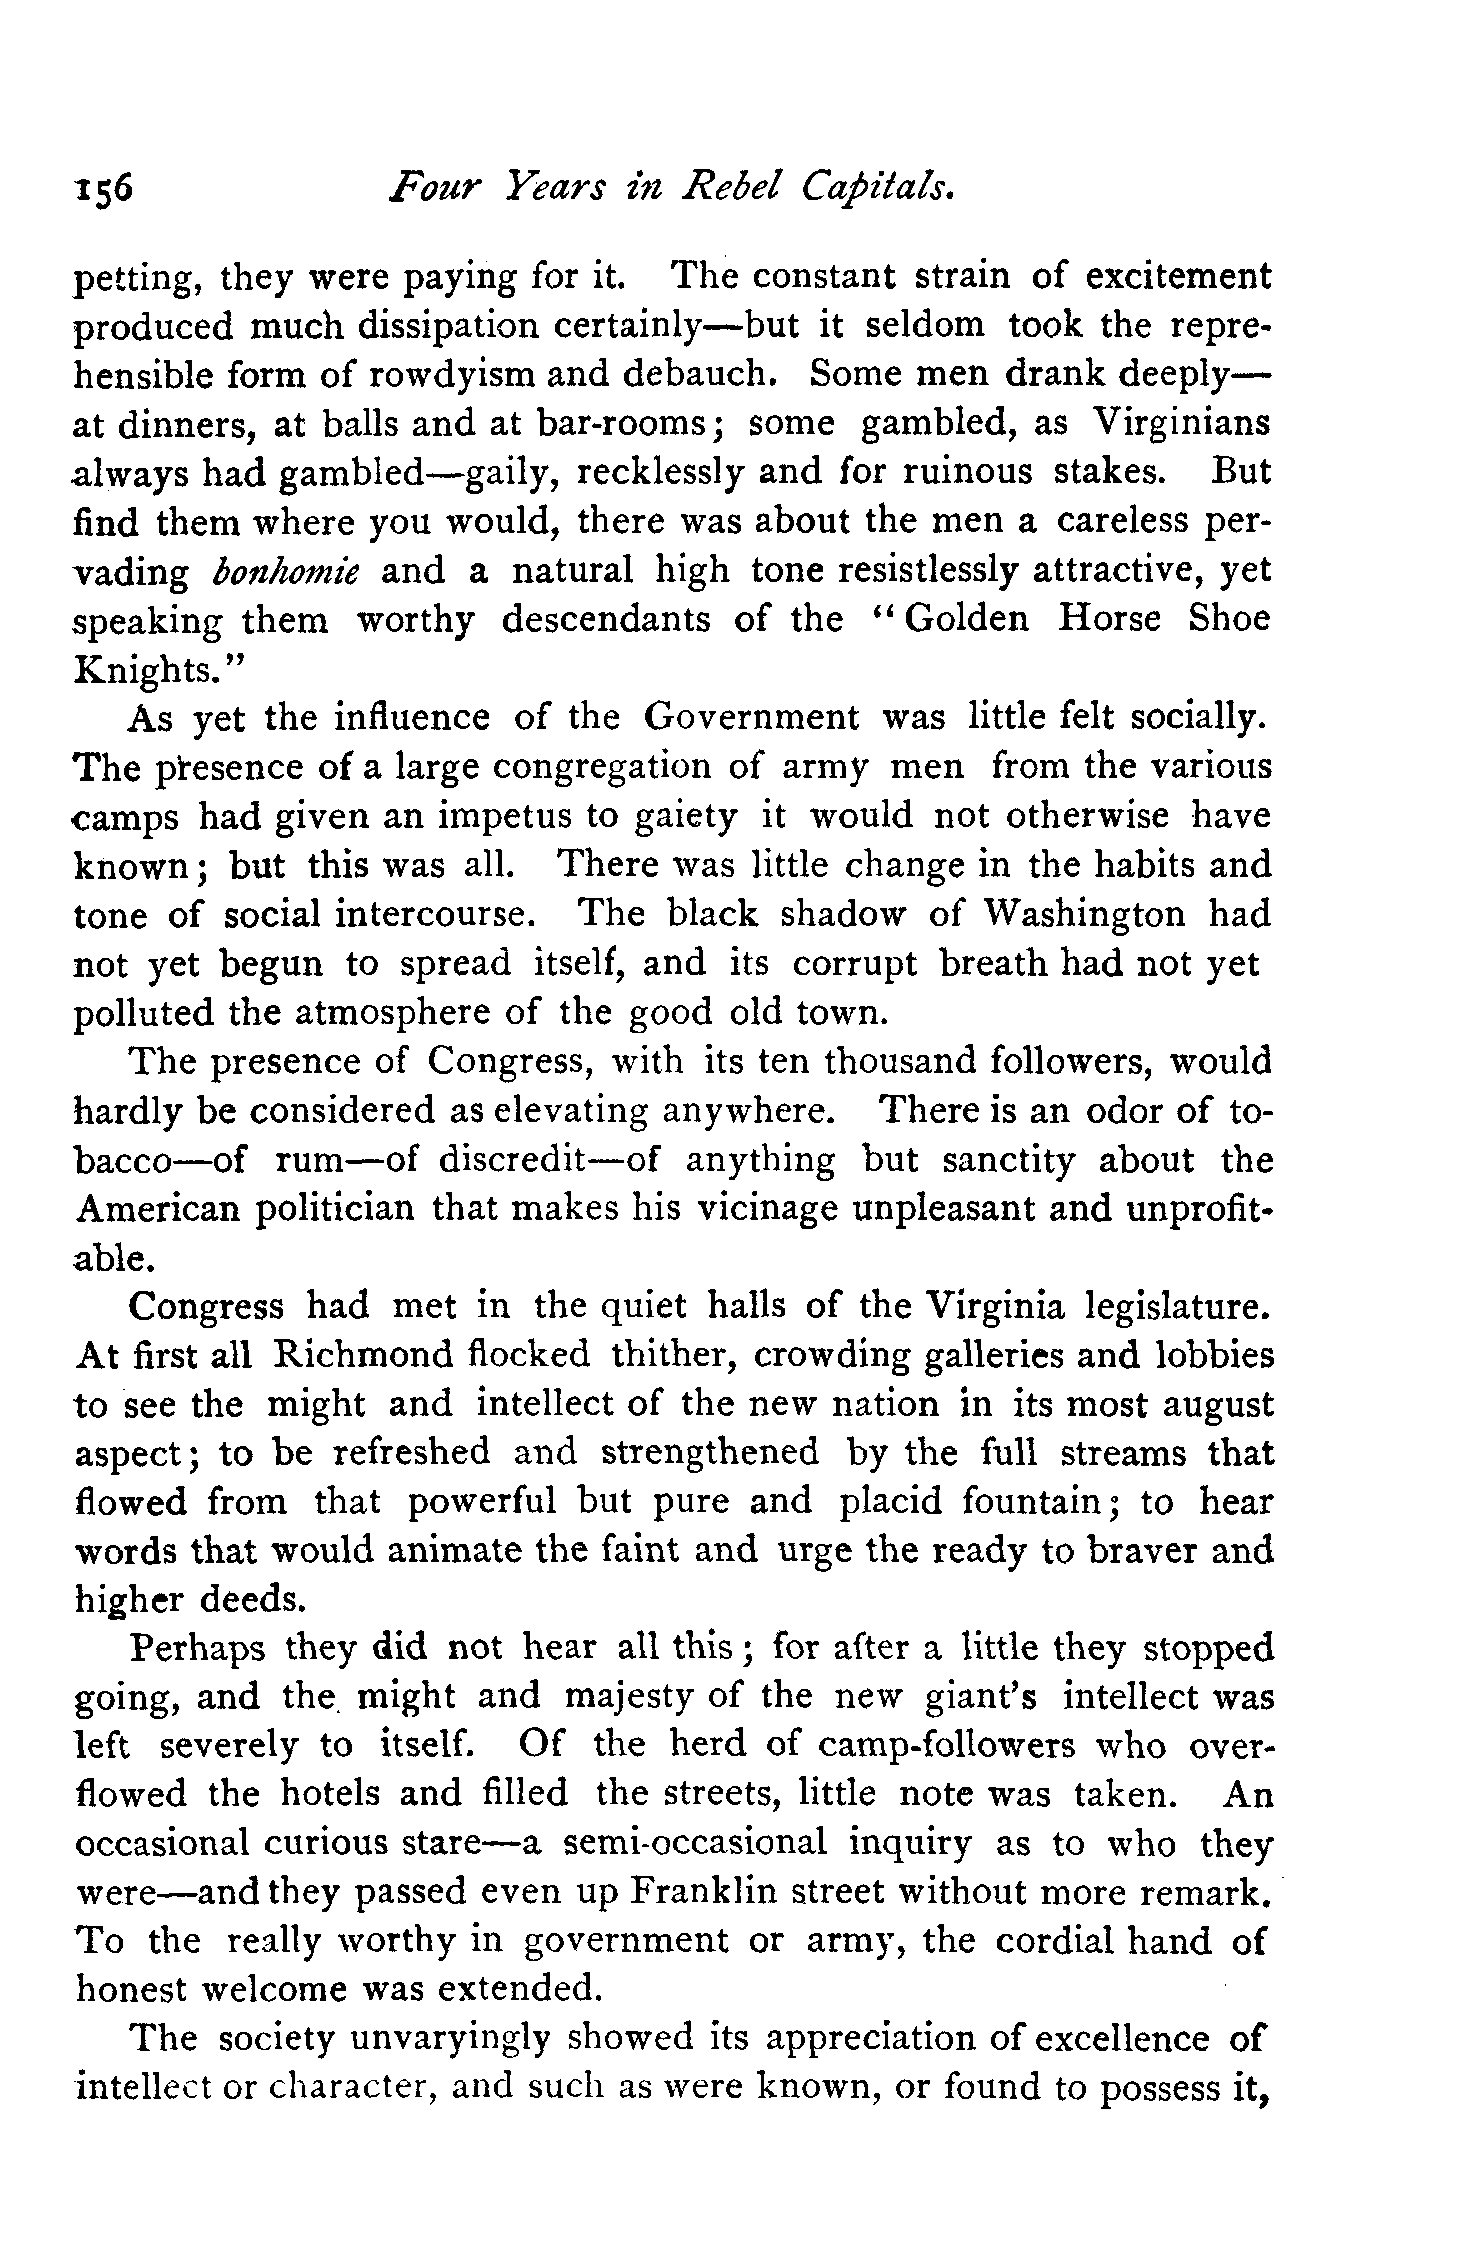 156 Four Years in Rebel Capitals.
petting, they were paying for it. The constant strain of excitement
produced much dissipation certainly—but it seldom took the repre-
hensible form of rowdyism and debauch. Some men drank deeply—
at dinners, at balls and at bar-rooms; some gambled, as Virginians
always had gambled—gaily, recklessly and for ruinous stakes. But
find them where you would, there was about the men a careless per-
vading bonhomie and a natural high tone resistlessly attractive, yet
speaking them worthy descendants of the "Golden Horse Shoe
Knights."
As yet the influence of the Government was little felt socially.
The presence of a large congregation of army men from the various
camps had given an impetus to gaiety it would not otherwise have
known; but this was all. There was little change in the habits and
tone of social intercourse. The black shadow of Washington had
not yet begun to spread itself, and its corrupt breath had not yet
polluted the atmosphere of the good old town.
The presence of Congress, with its ten thousand followers, would
hardly be considered as elevating anywhere. There is an odor of to-
bacco—of rum—of discredit—of anything but sanctity about the
American politician that makes his vicinage unpleasant and unprofit-
able.
Congress had met in the quiet halls of the Virginia legislature.
At first all Richmond flocked thither, crowding galleries and lobbies
to see the might and intellect of the new nation in its most august
aspect; to be refreshed and strengthened by the full streams that
flowed from that powerful but pure and placid fountain; to hear
words that would animate the faint and urge the ready to braver and
higher deeds.
Perhaps they did not hear all this; for after a little they stopped
going, and the might and majesty of the new giant's intellect was
left severely to itself. Of the herd of camp-followers who over-
flowed the hotels and filled the streets, little note was taken. An
occasional curious stare—a semi-occasional inquiry as to who they
were—and they passed even up Franklin street without more remark.
To the really worthy in government or army, the cordial hand of
honest welcome was extended.
The society unvaryingly showed its appreciation of excellence of
intellect or character, and such as were known, or found to possess it,